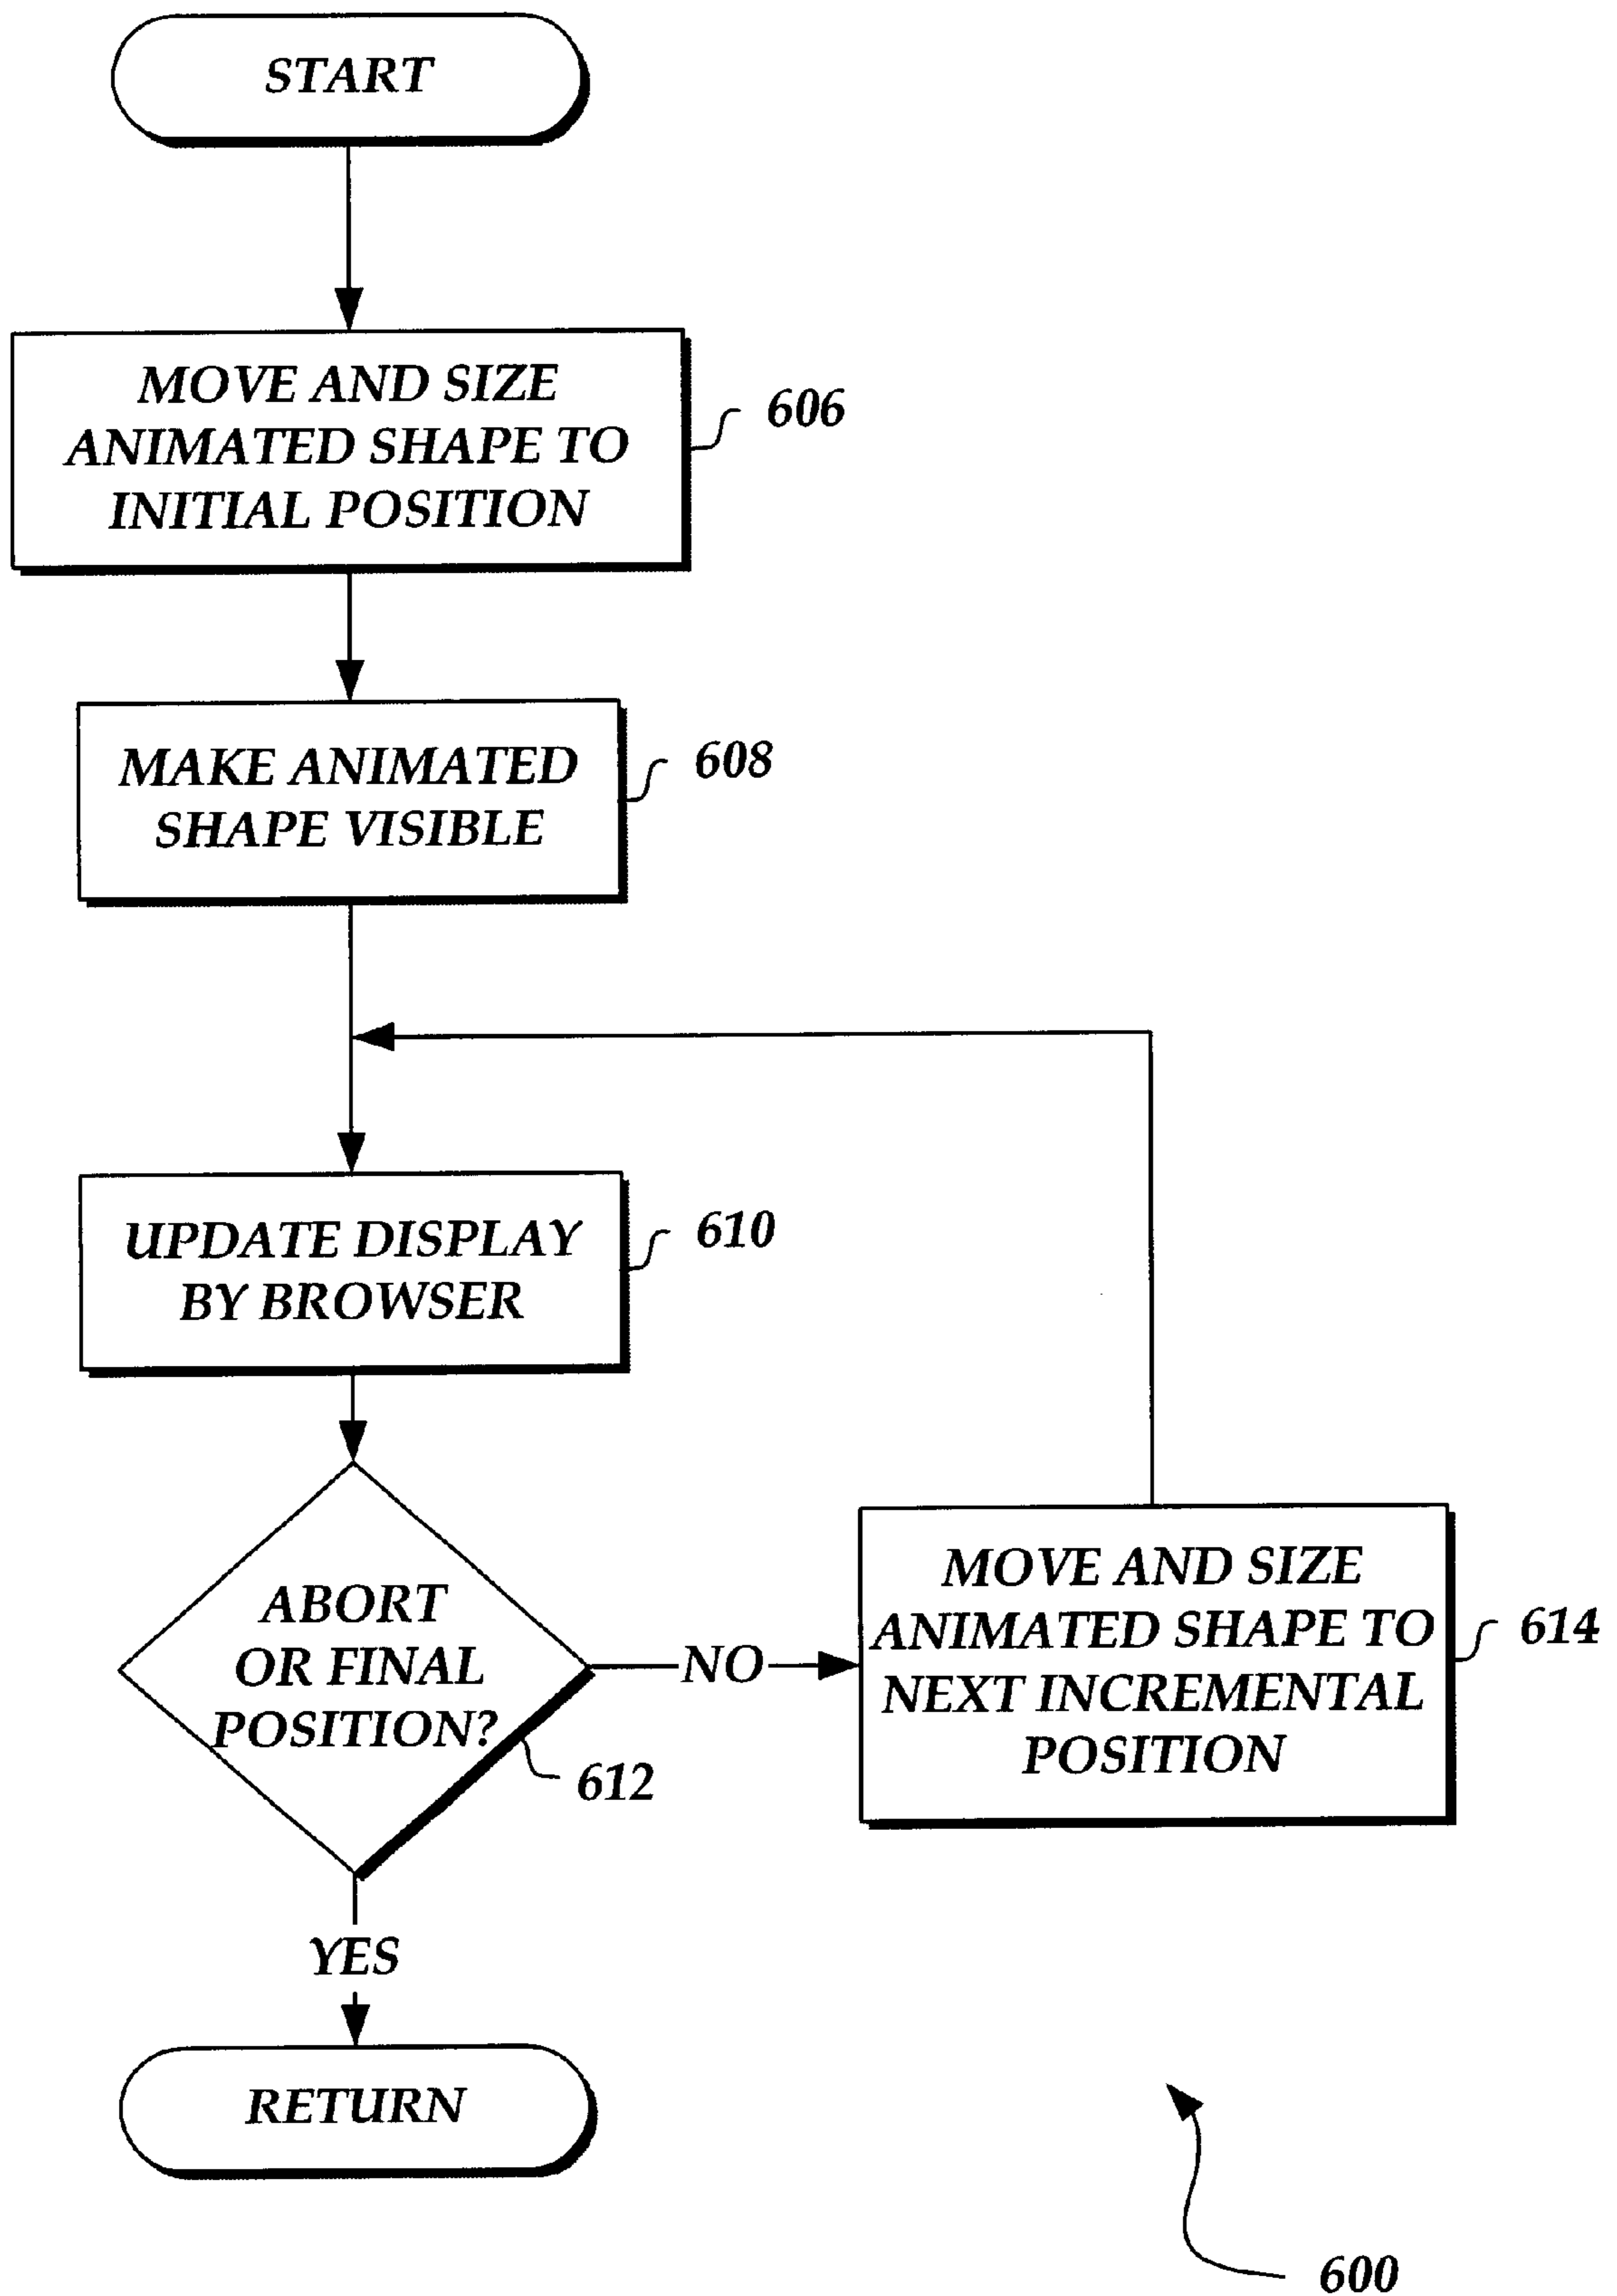 START
MOVE AND SIZE
ANIMATED SHAPE TO
INITIAL POSITION
606
MAKE ANIMATED
SHAPE VISIBLE
608
UPDATE DISPLAY
BY BROWSER
610
ABORT
OR FINAL
POSITION?
612
NO
MOVE AND SIZE
ANIMATED SHAPE TO
NEXT INCREMENTAL
POSITION
614
YES
RETURN
600